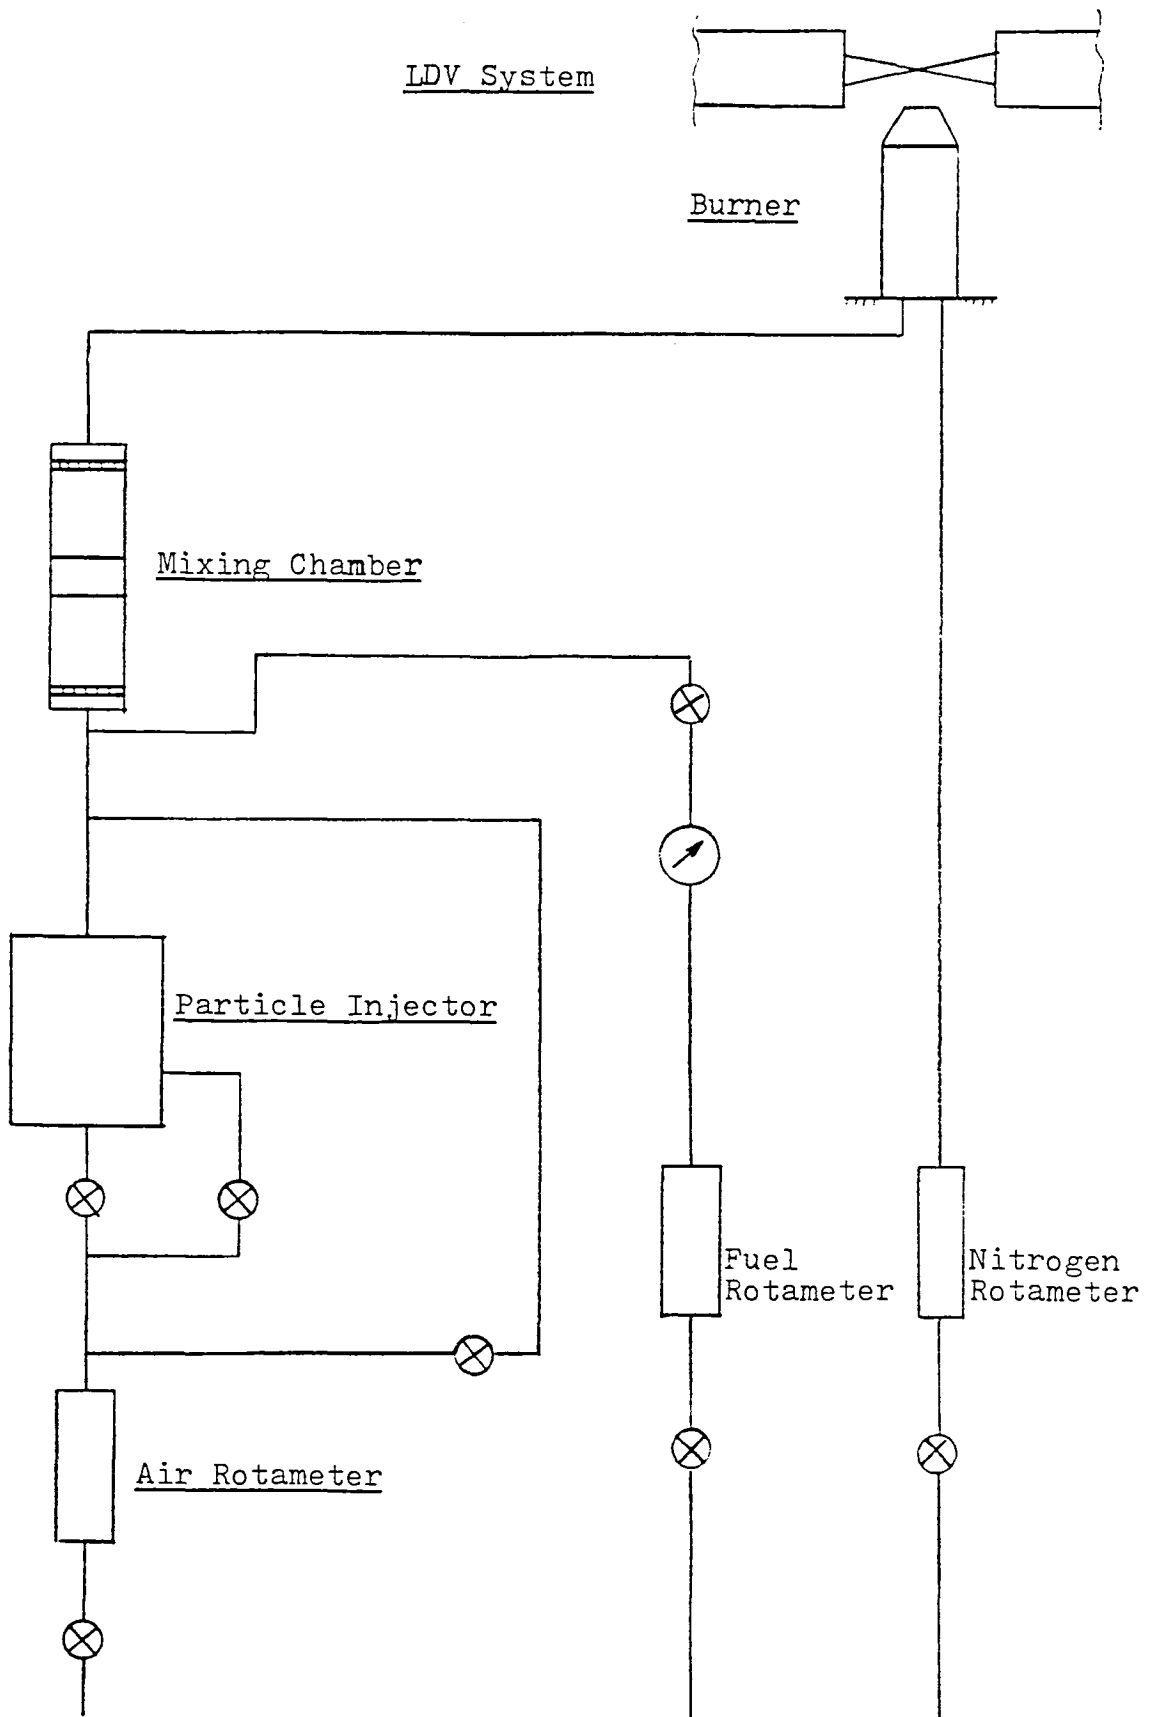 LDV System
Burner
Mixing Chamber
Particle Injector
Fuel
Rotameter
Nitrogen
Rotameter
Air Rotameter